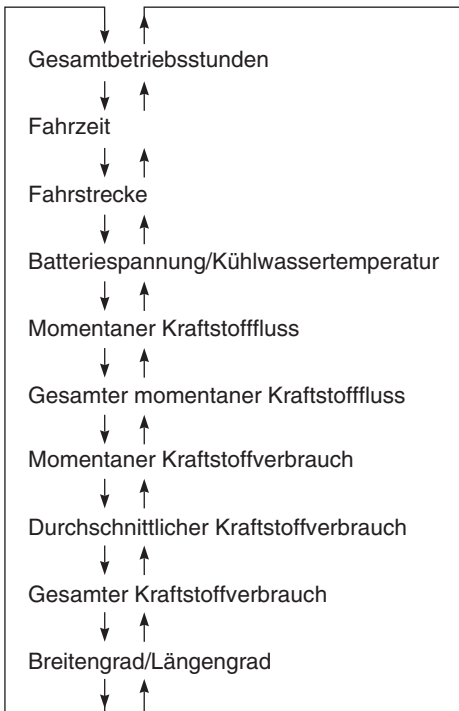 Gesamtbetriebsstunden
Fahrzeit
Fahrstrecke
Batteriespannung/Kühlwassertemperatur
Momentaner Kraftstofffluss
Gesamter momentaner Kraftstofffluss
Momentaner Kraftstoffverbrauch
Durchschnittlicher Kraftstoffverbrauch
Gesamter Kraftstoffverbrauch
Breitengrad/Längengrad